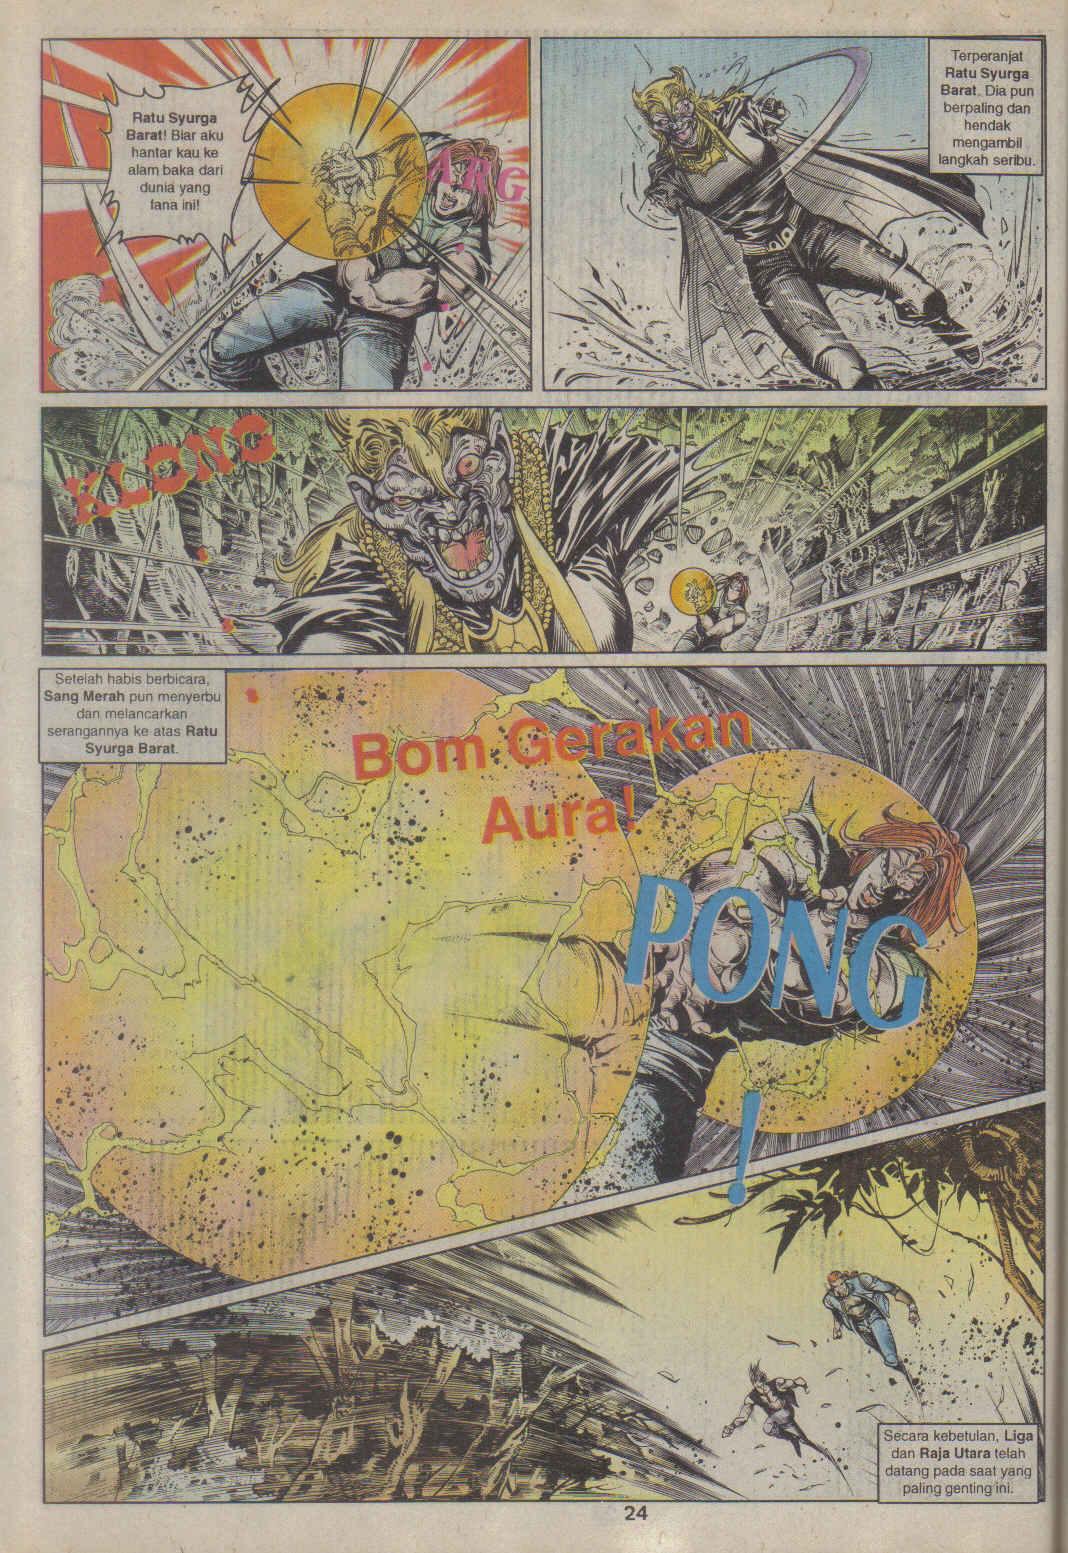 Ratu Syurga
Barat! Biar aku
hantar kau ke
alam baka dari
dunia yang
fana ini!
ARG
Terperanjat
Ratu Syurga
Barat. Dia pun
berpaling dan
hendak
mengambil
langkah seribu.
KLONG
Setelah habis berbicara,
Sang Merah pun menyerbu
dan melancarkan
serangannya ke atas Ratu
Syurga Barat.
Bom Gerakan
Aura!
PONG
!
Secara kebetulan, Liga
dan Raja Utara telah
datang pada saat yang
paling genting ini.
24